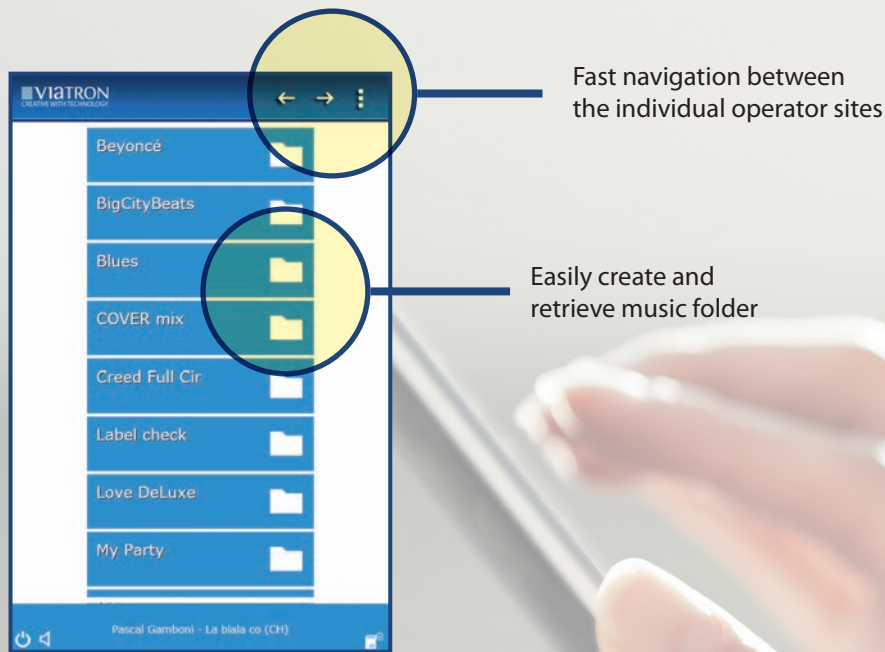 VIATRON
CREATIVE WITH TECHNOLOGY
Fast navigation between
the individual operator sites
Beyoncé
BigCityBeats
Blues
Easily create and
retrieve music folder
COVER mix
Creed Full Cir
Label check
Love DeLuxe
My Party
Pascal Gamboni - La biala co (CH)